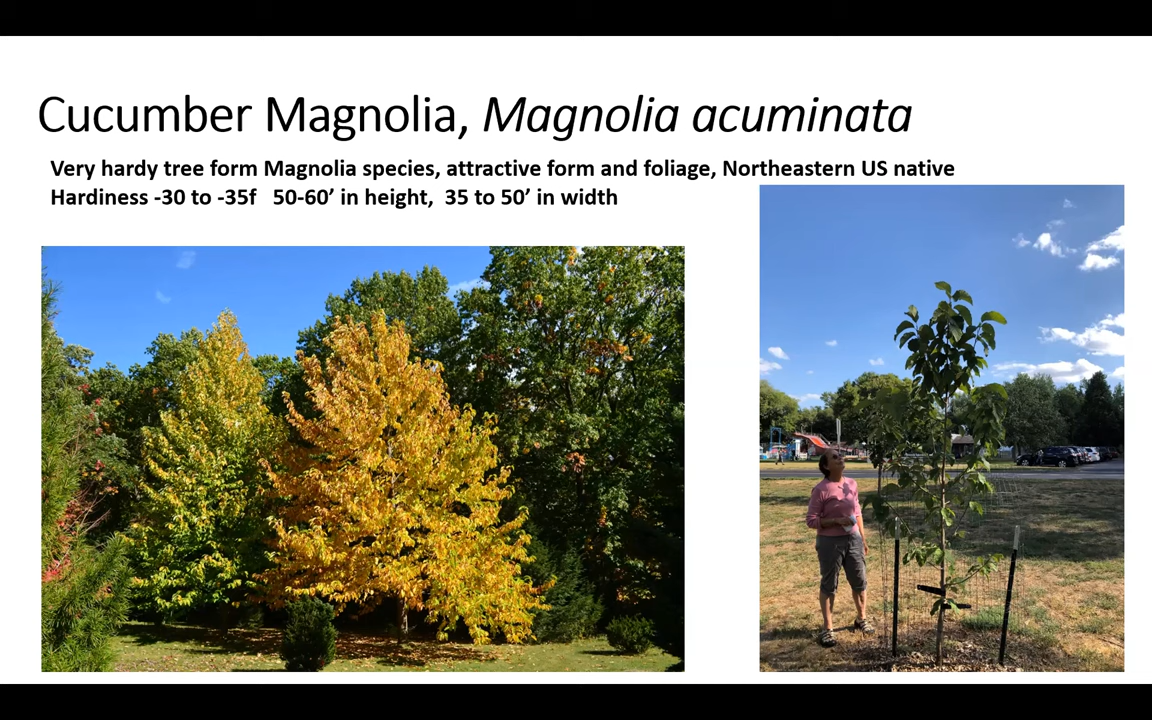 Cucumber Magnolia, Magnolia acuminata
Very hardy tree form Magnolia species, attractive form and foliage, Northeastern US native
Hardiness -30 to -35f   50-60’ in height,  35 to 50’ in width